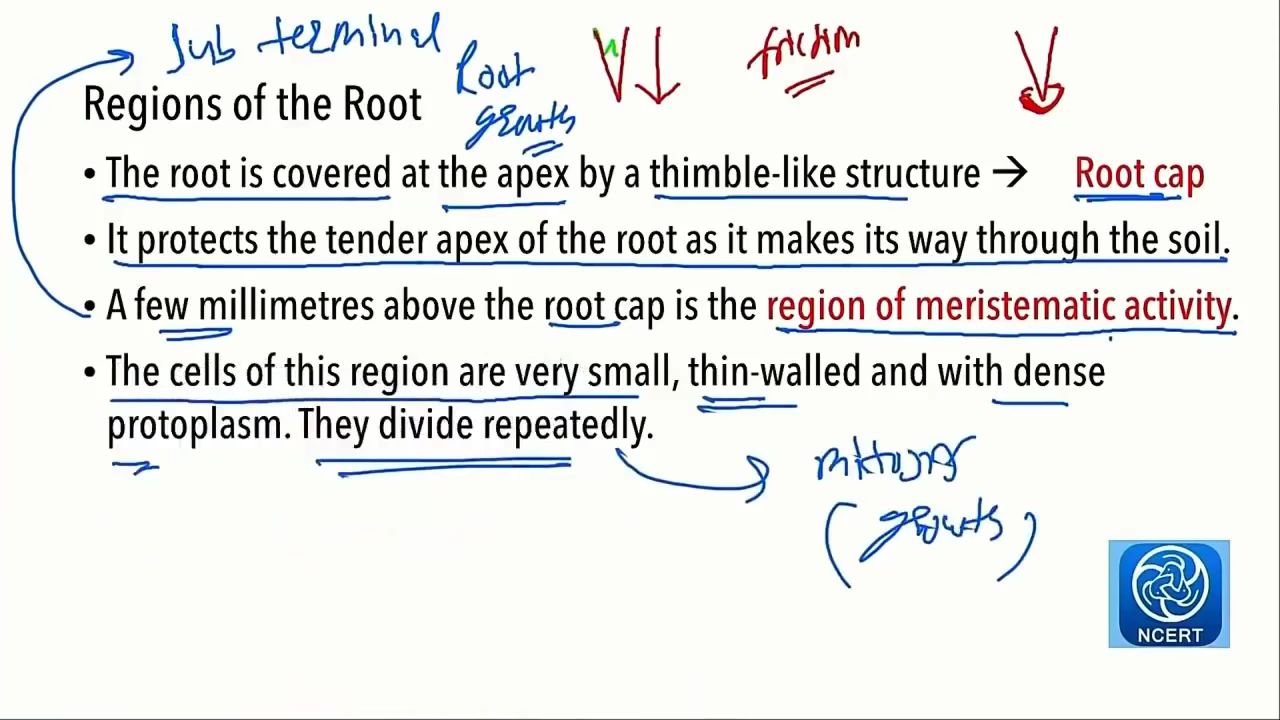 Sub terminal
Root growth
friction
Regions of the Root
• The root is covered at the apex by a thimble-like structure → Root cap
• It protects the tender apex of the root as it makes its way through the soil.
• A few millimetres above the root cap is the region of meristematic activity.
• The cells of this region are very small, thin-walled and with dense
protoplasm. They divide repeatedly.
mitosis
(growth)
NCERT